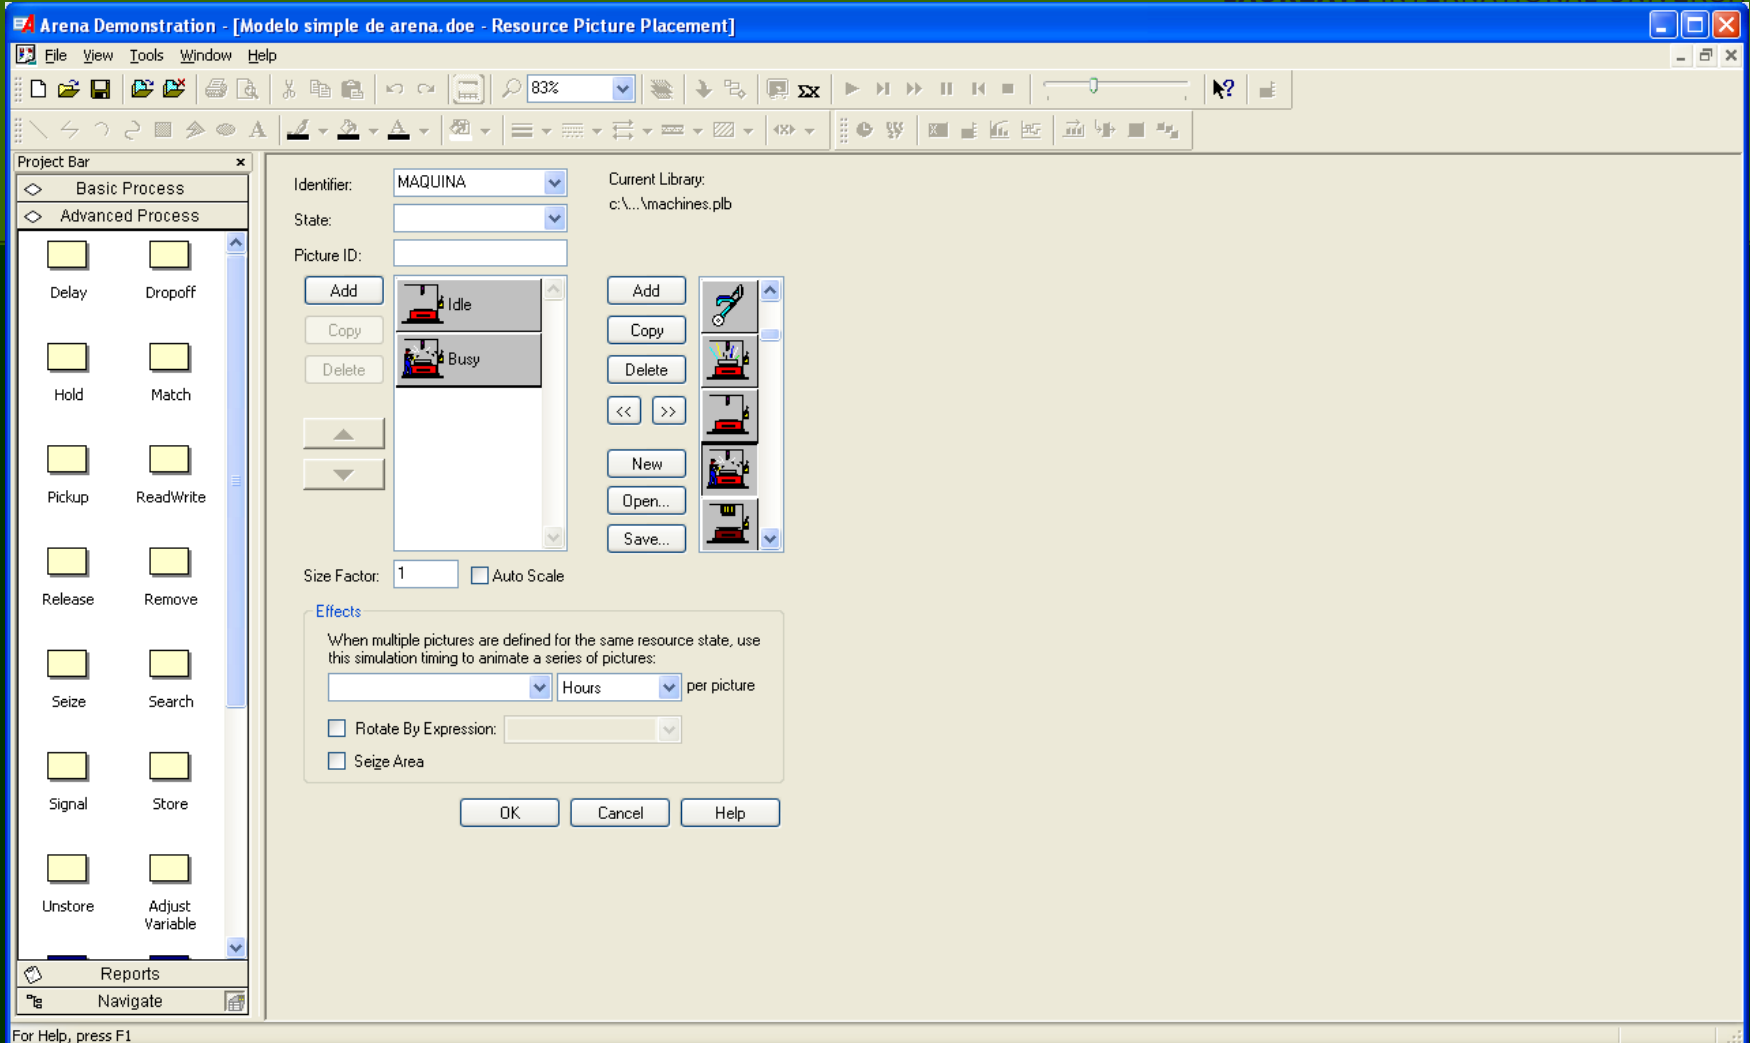 Arena Demonstration - [Modelo simple de arena.doe - Resource Picture Placement]
File View Tools Window Help
83%
Project Bar
Basic Process
Advanced Process
Delay Dropoff
Hold Match
Pickup ReadWrite
Release Remove
Seize Search
Signal Store
Unstore Adjust
Variable
Reports
Navigate
Identifier: MAQUINA
State:
Picture ID:
Current Library:
c:\...\machines.plb
Add
Copy
Delete
Idle
Busy
Add
Copy
Delete
<< >>
New
Open...
Save...
Size Factor: 1 Auto Scale
Effects
When multiple pictures are defined for the same resource state, use
this simulation timing to animate a series of pictures:
Hours per picture
Rotate By Expression:
Seize Area
OK Cancel Help
For Help, press F1